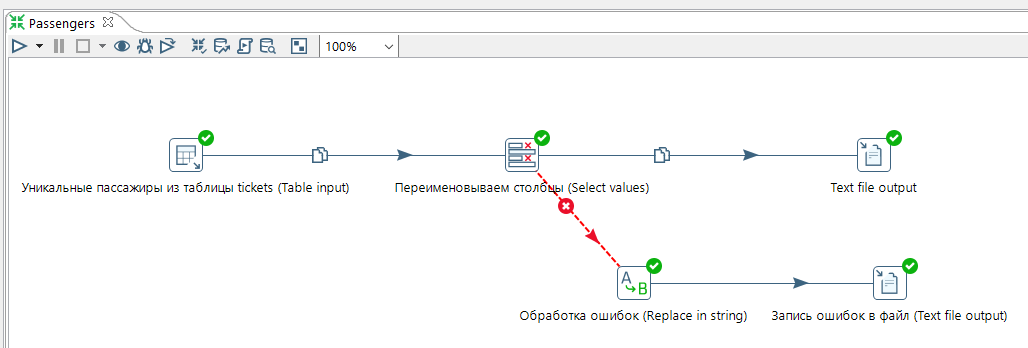 Passengers
100%
Уникальные пассажиры из таблицы tickets (Table input)
Переименовываем столбцы (Select values)
Text file output
A
B
Обработка ошибок (Replace in string)
Запись ошибок в файл (Text file output)